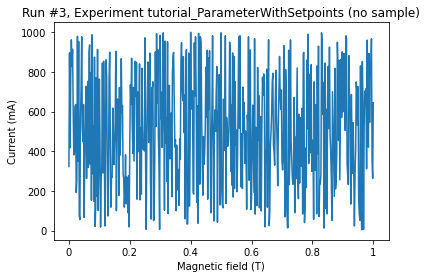 Run #3, Experiment tutorial_ParameterWithSetpoints (no sample)
1000
800
600
400
200
0
Current (mA)
0 0.2 0.4 0.6 0.8 1
Magnetic field (T)